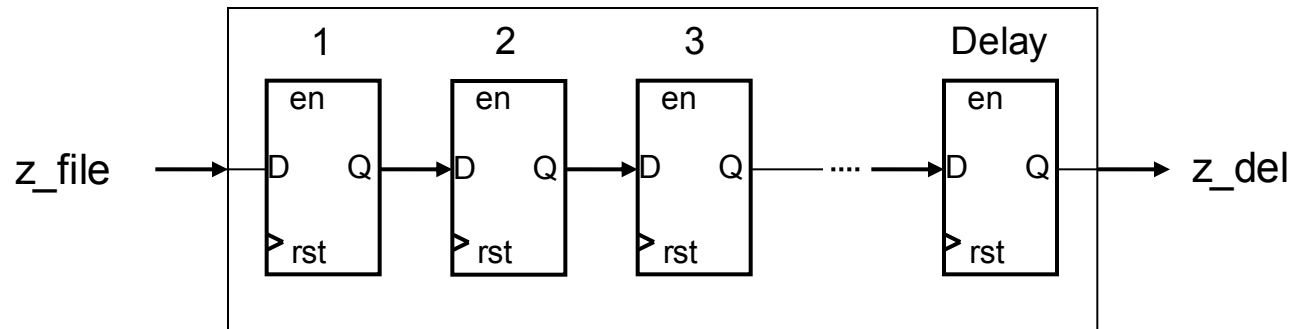 1 2 3 Delay
en en en en
z_file D Q D Q D Q .... D Q z_del
rst rst rst rst